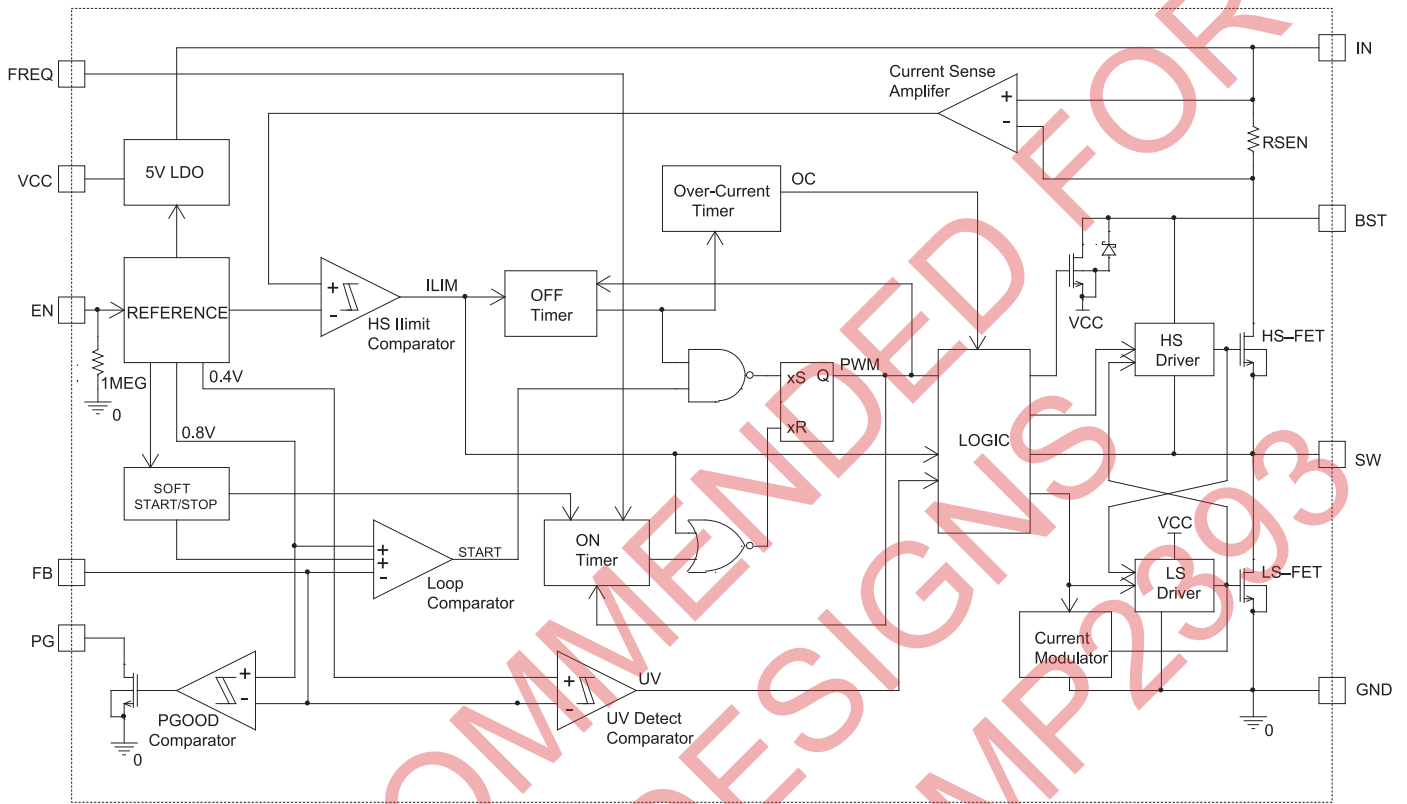 IN
FREQ
Current Sense
Amplifer
+
-
RSEN
5V LDO
VCC
Over-Current
Timer
OC
BST
REFERENCE
EN
1MEG
0
0.4V
0.8V
+
-
HS Ilimit
Comparator
ILIM
OFF
Timer
VCC
HS
Driver
HS-FET
xS
Q
PWM
xR
LOGIC
SW
SOFT
START/STOP
ON
Timer
+
+
-
Loop
Comparator
START
FB
VCC
LS
Driver
LS-FET
PG
Current
Modulator
+
-
PGOOD
Comparator
0
+
-
UV
UV Detect
Comparator
GND
0
OMMENDED FOR
DESIGNS
MP2393